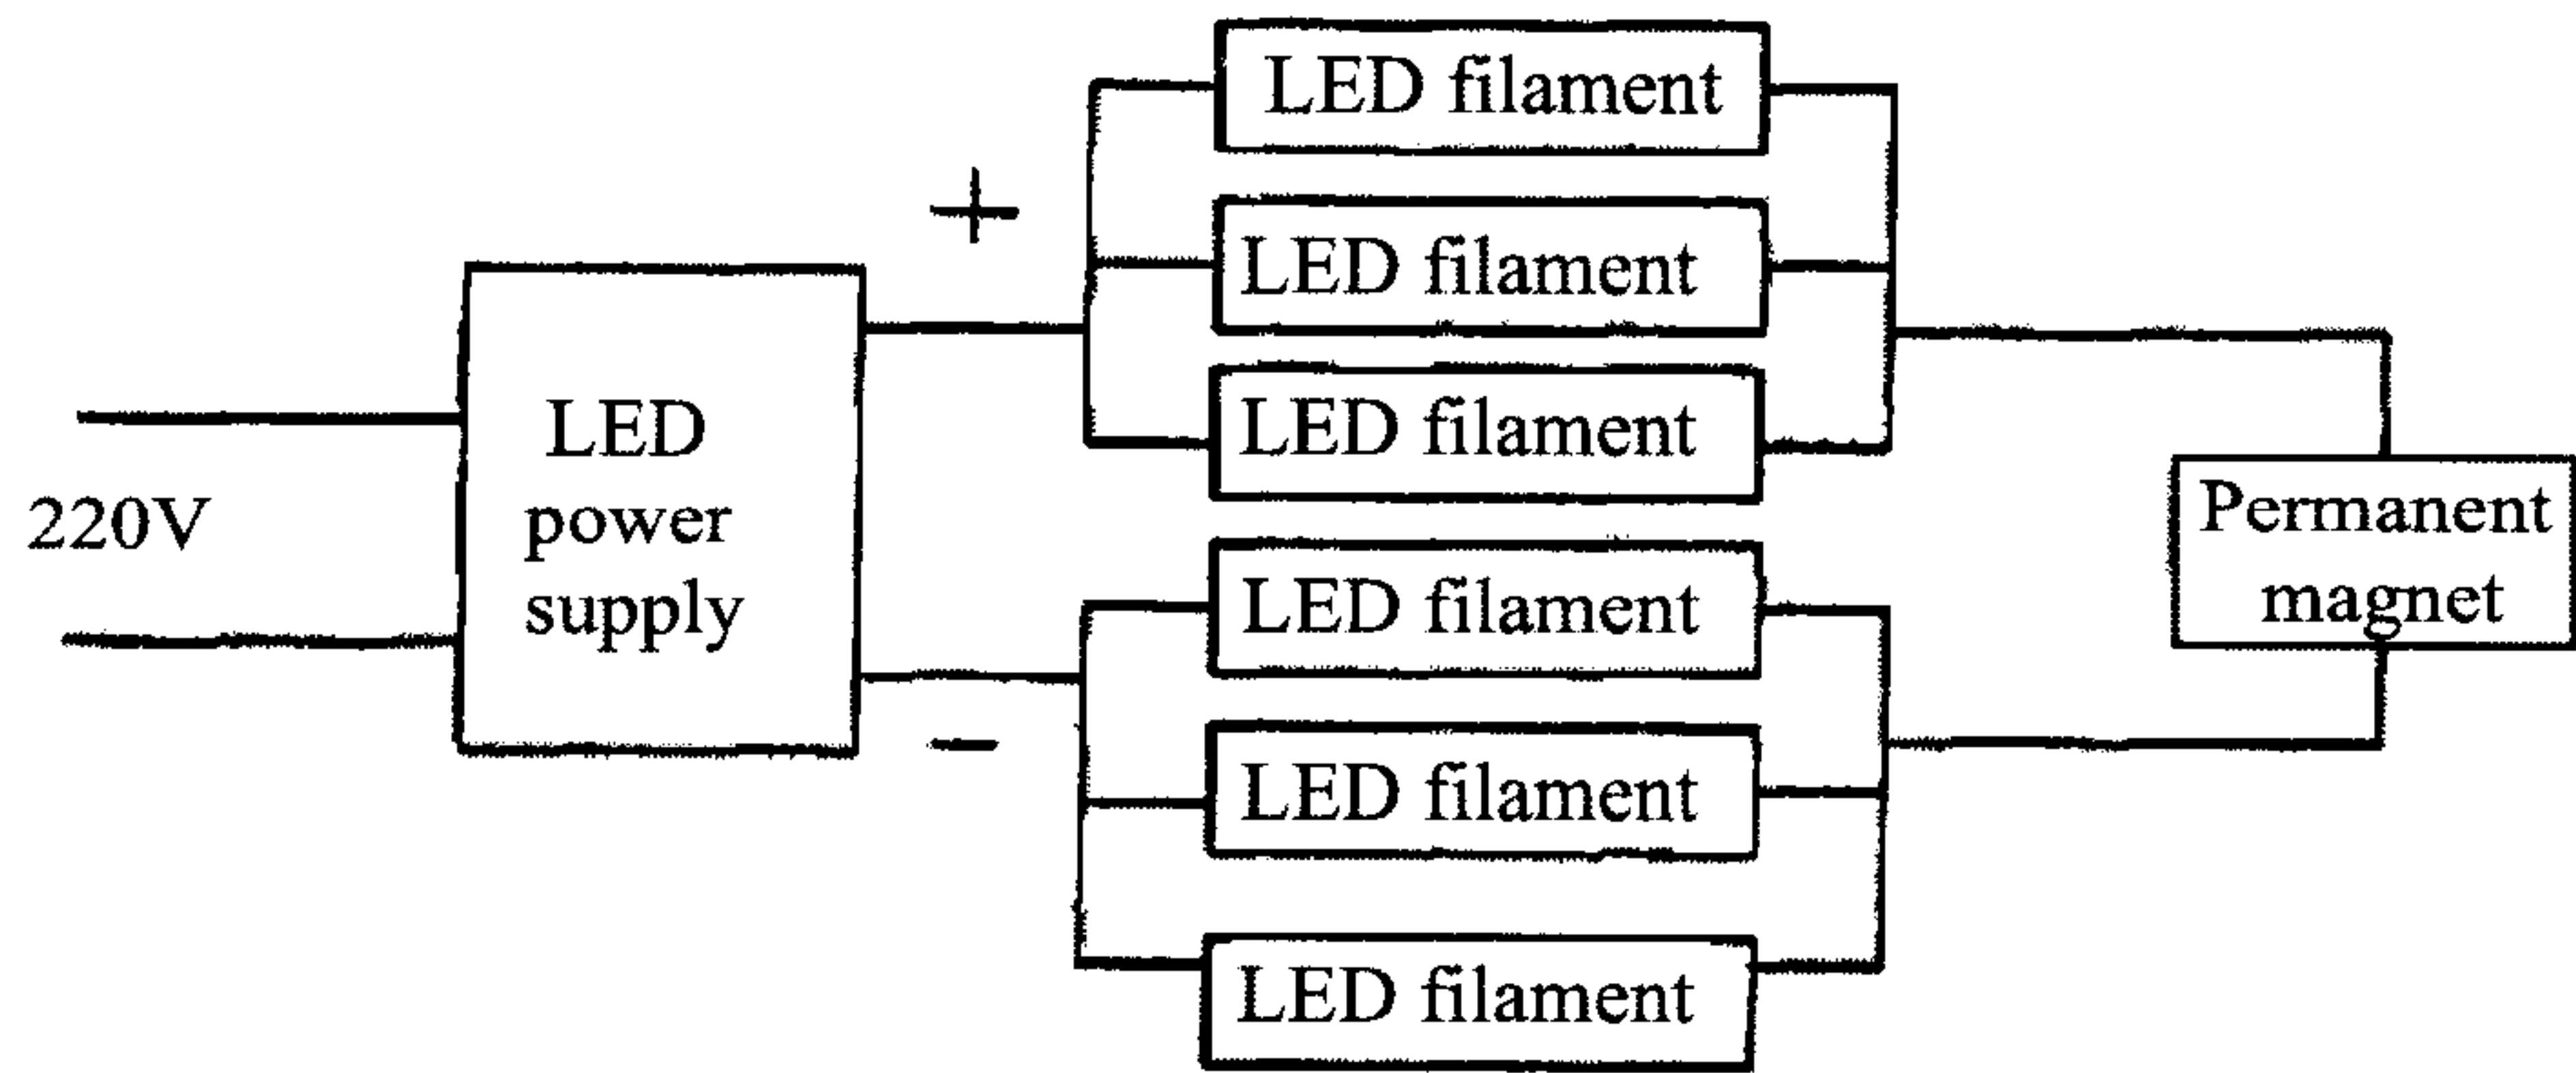 220V
LED
power
supply
+
-
LED filament
LED filament
LED filament
LED filament
LED filament
LED filament
Permanent
magnet